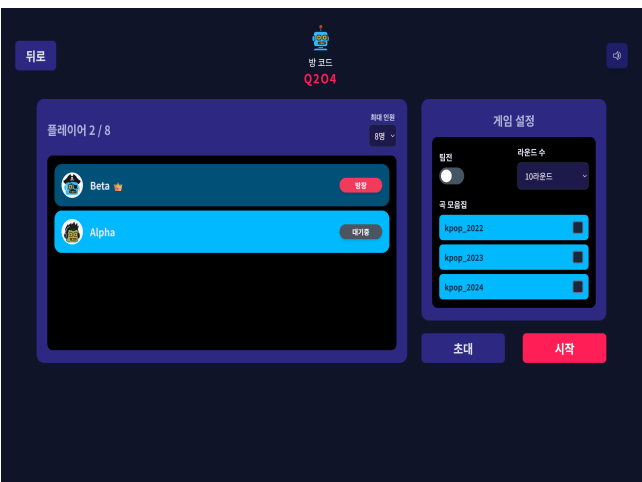 뒤로
방 코드
Q2O4
플레이어 2 / 8
최대 인원
8명
Beta
방장
Alpha
대기중
게임 설정
팀전
라운드 수
10라운드
곡 모음집
kpop_2022
kpop_2023
kpop_2024
초대
시작